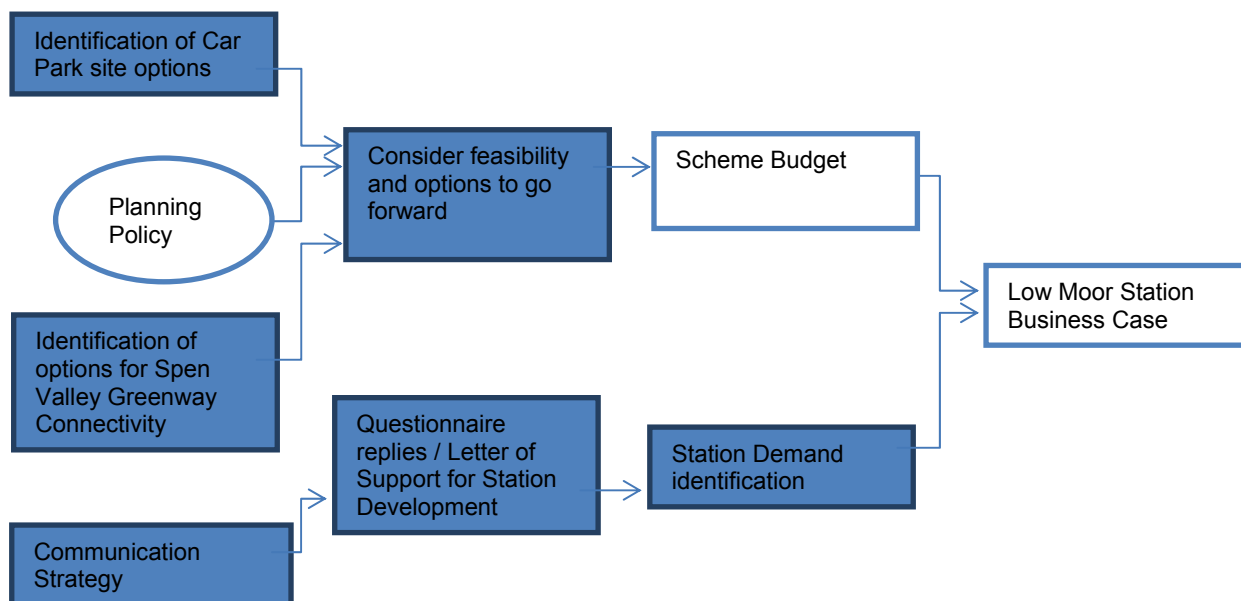 Identification of Car
Park site options
Planning
Policy
Identification of
options for Spen
Valley Greenway
Connectivity
Communication
Strategy
Consider feasibility
and options to go
forward
Questionnaire
replies / Letter of
Support for Station
Development
Scheme Budget
Station Demand
identification
Low Moor Station
Business Case